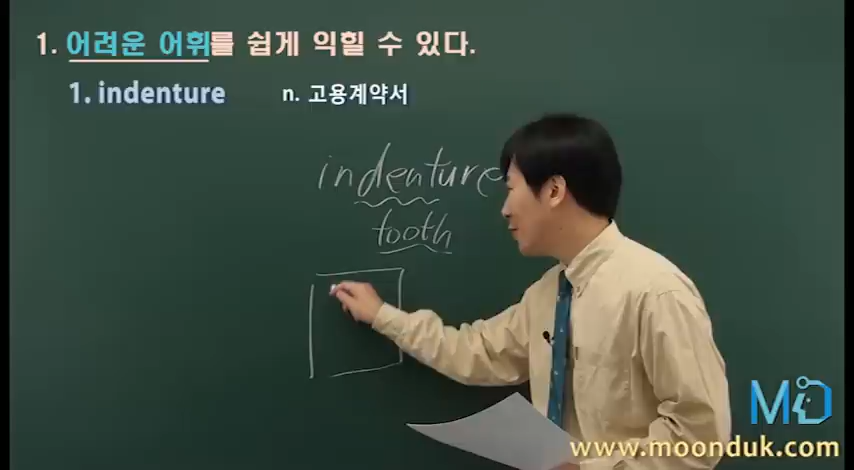 1. 어려운 어휘를 쉽게 익힐 수 있다.
1. indenture n. 고용계약서
indenture
tooth
MD
www.moonduk.com